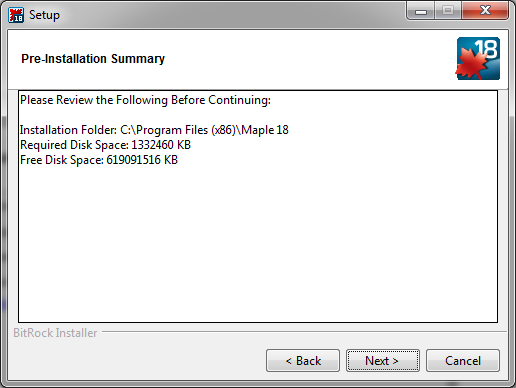 18 Setup
Pre-Installation Summary
18
Please Review the Following Before Continuing:
Installation Folder: C:\Program Files (x86)\Maple 18
Required Disk Space: 1332460 KB
Free Disk Space: 619091516 KB
BitRock Installer
< Back Next > Cancel